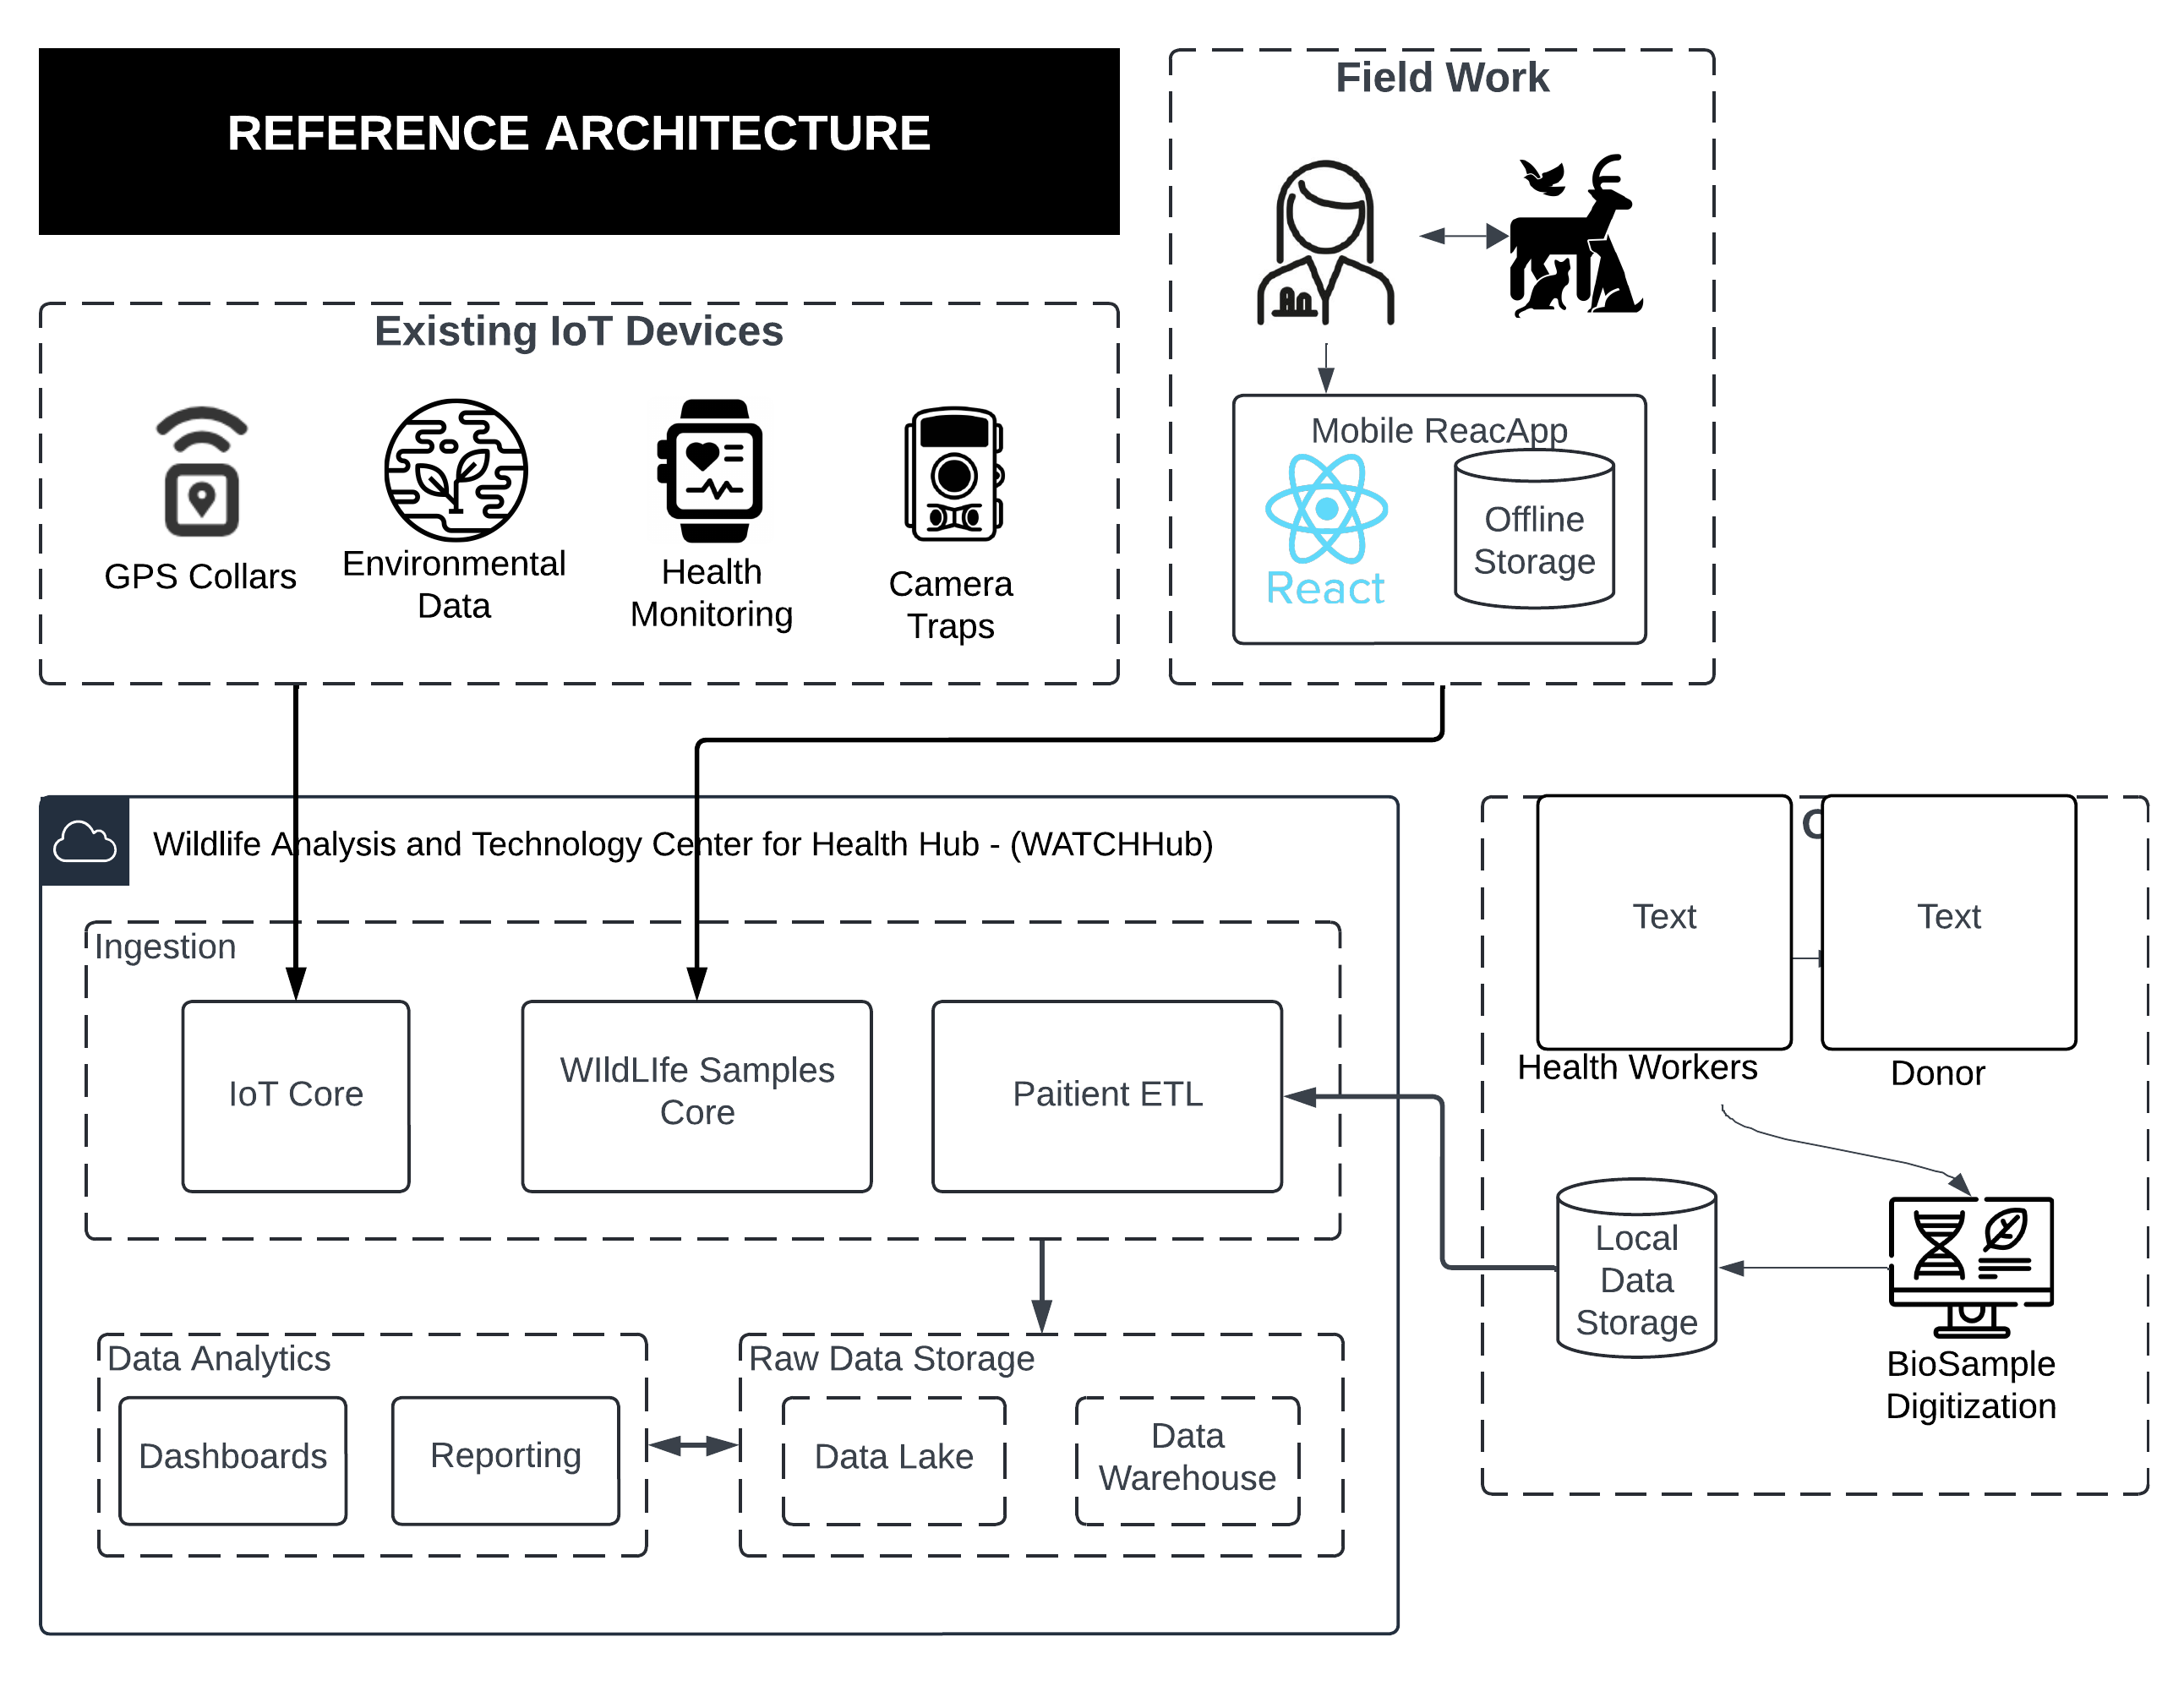 REFERENCE ARCHITECTURE
Field Work
Mobile ReacApp
React
Offline
Storage
Existing IoT Devices
GPS Collars
Environmental
Data
Health
Monitoring
Camera
Traps
Wildlife Analysis and Technology Center for Health Hub - (WATCHHub)
Ingestion
IoT Core
WIldLIfe Samples
Core
Paitient ETL
Data Analytics
Dashboards
Reporting
Raw Data Storage
Data Lake
Data
Warehouse
Text
Text
Health Workers
Donor
Local
Data
Storage
BioSample
Digitization